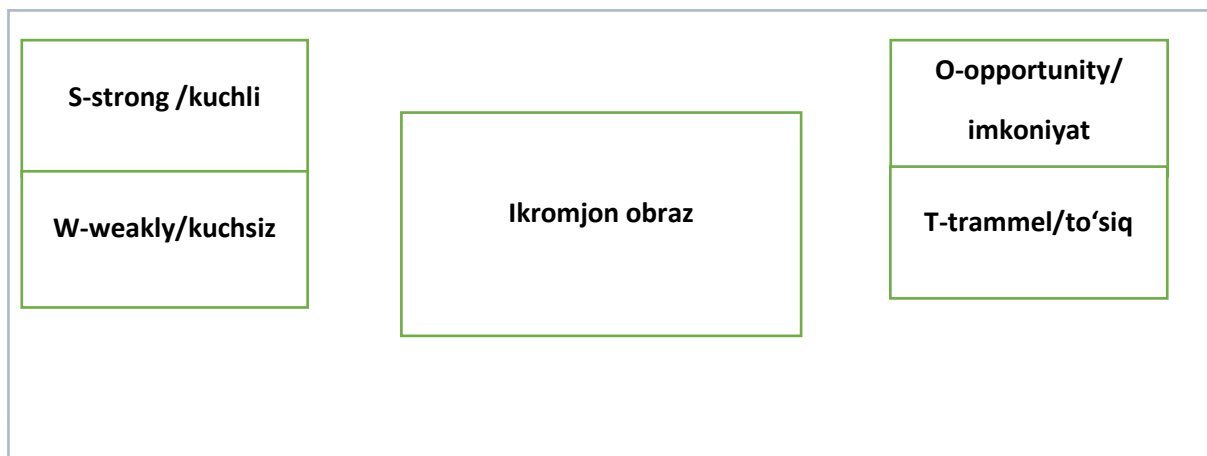 S-strong /kuchli
W-weakly/kuchsiz
Ikromjon obraz
O-opportunity/
imkoniyat
T-trammel/to‘siq